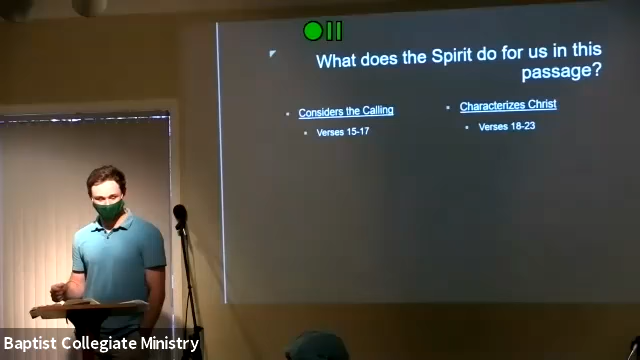 What does the Spirit do for us in this
passage?
Considers the Calling
Verses 15-17
Characterizes Christ
Verses 18-23
Baptist Collegiate Ministry